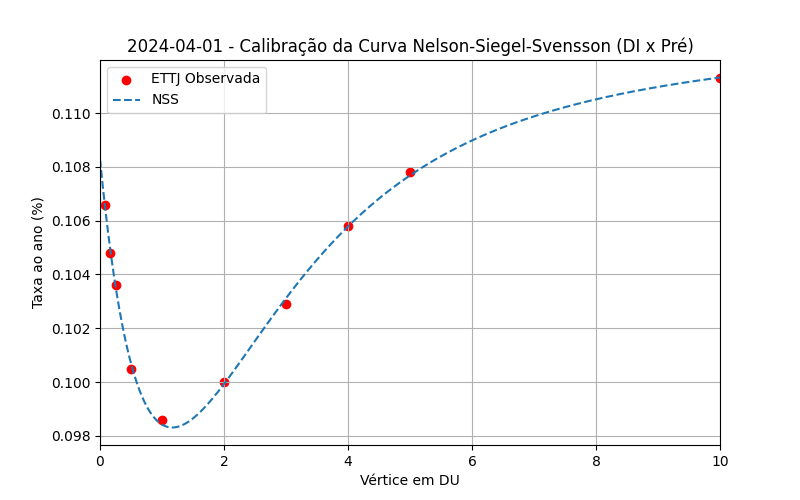 2024-04-01 - Calibração da Curva Nelson-Siegel-Svensson (DI x Pré)
ETTJ Observada
NSS
Taxa ao ano (%)
0.110
0.108
0.106
0.104
0.102
0.100
0.098
0 2 4 6 8 10
Vértice em DU